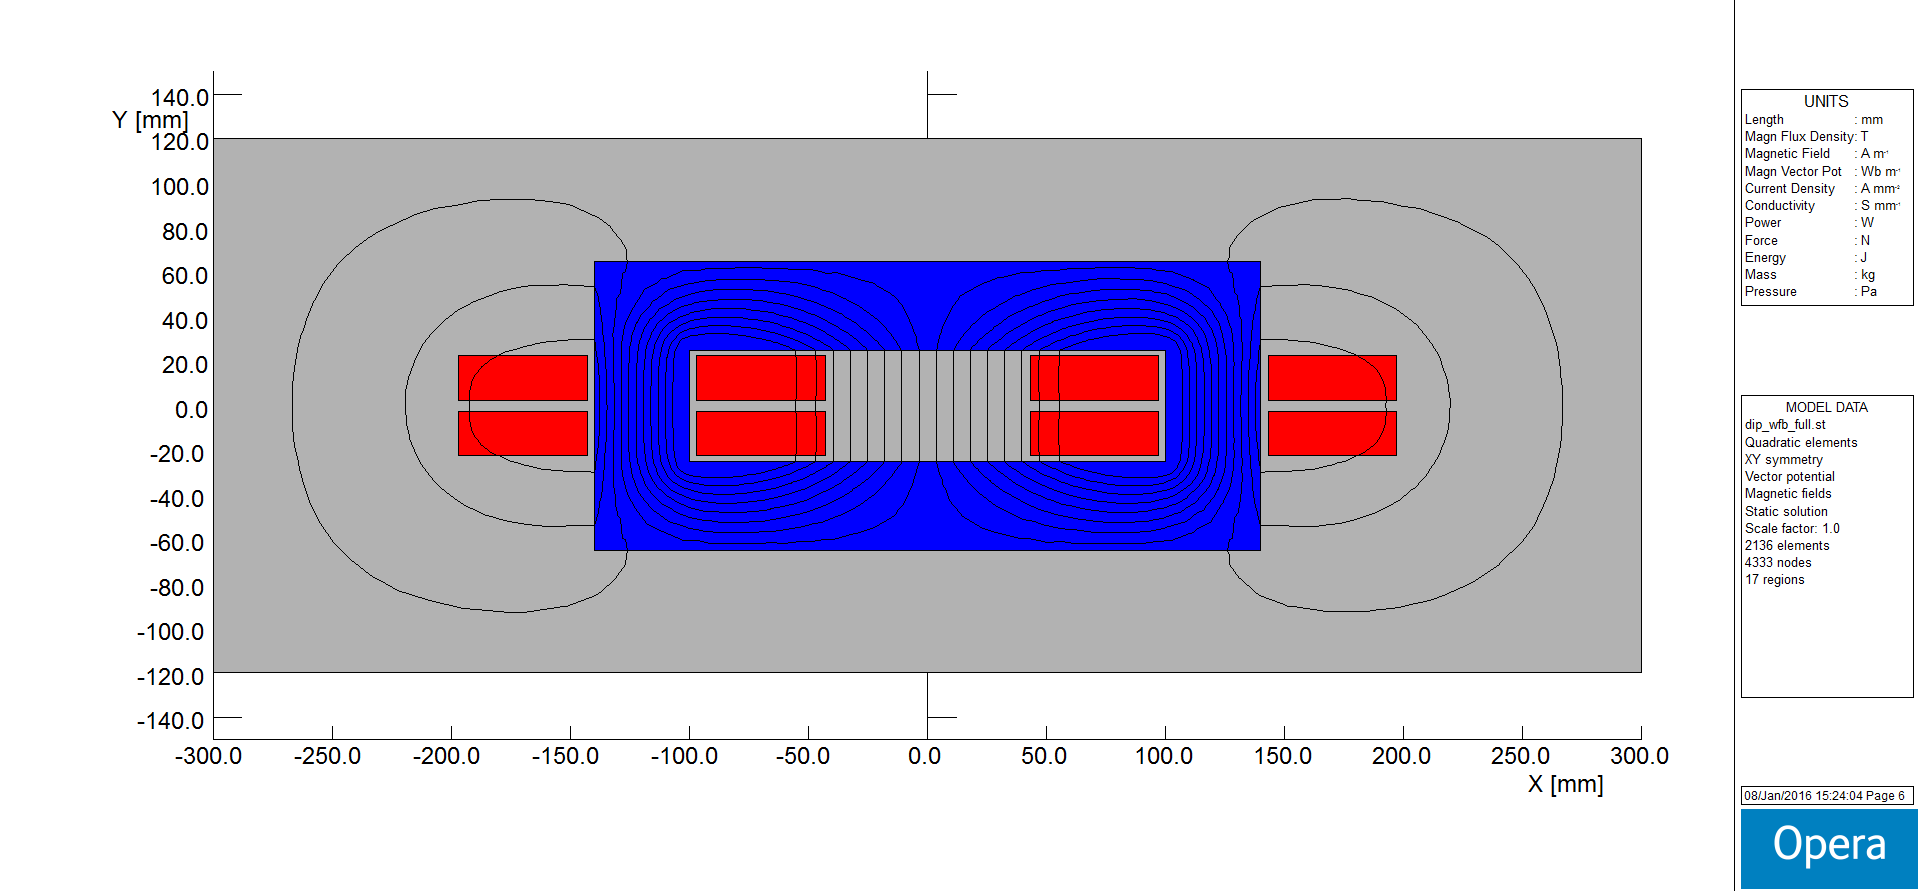 140.0
Y [mm]
120.0
100.0
80.0
60.0
40.0
20.0
0.0
-20.0
-40.0
-60.0
-80.0
-100.0
-120.0
-140.0
-300.0 -250.0 -200.0 -150.0 -100.0 -50.0 0.0 50.0 100.0 150.0 200.0 250.0 300.0
X [mm]
UNITS
Length : mm
Magn Flux Density: T
Magnetic Field : A m⁻¹
Magn Vector Pot : Wb m⁻¹
Current Density : A mm⁻²
Conductivity : S mm⁻¹
Power : W
Force : N
Energy : J
Mass : kg
Pressure : Pa
MODEL DATA
dip_wfb_full.st
Quadratic elements
XY symmetry
Vector potential
Magnetic fields
Static solution
Scale factor: 1.0
2136 elements
4333 nodes
17 regions
08/Jan/2016 15:24:04 Page 6
Opera